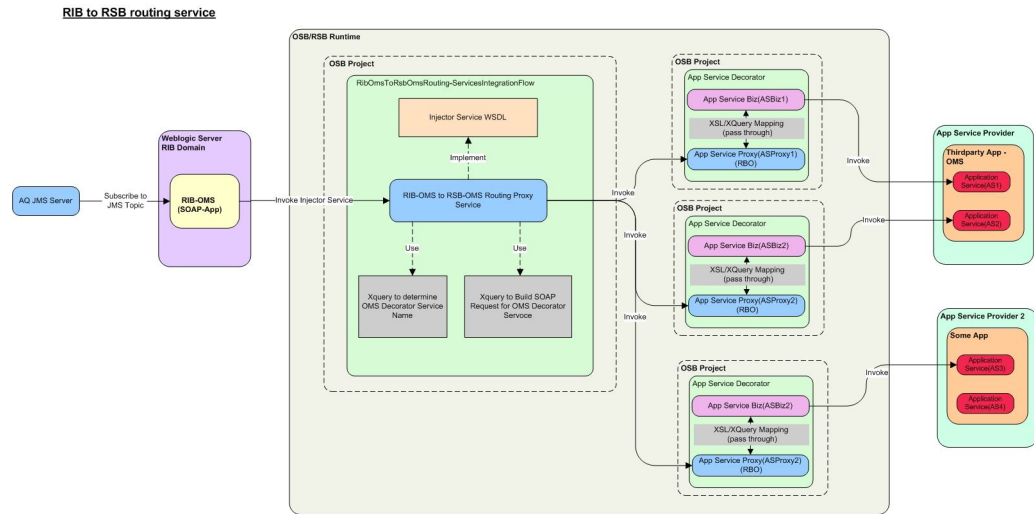 RIB to RSB routing service
OSB/RSB Runtime
OSB Project
RibOmsToRsbOmsRouting-ServicesIntegrationFlow
Injector Service WSDL
Implement
Weblogic Server
RIB Domain
RIB-OMS
(SOAP-App)
AQ JMS Server
Subscribe to
JMS Topic
Invoke Injector Service
RIB-OMS to RSB-OMS Routing Proxy
Service
Use
Use
Xquery to determine
OMS Decorator Service
Name
Xquery to Build SOAP
Request for OMS Decorator
Servoce
Invoke
Invoke
Invoke
OSB Project
App Service Decorator
App Service Biz(ASBiz1)
XSL/XQuery Mapping
(pass through)
App Service Proxy(ASProxy1)
(RBO)
OSB Project
App Service Decorator
App Service Biz(ASBiz2)
XSL/XQuery Mapping
(pass through)
App Service Proxy(ASProxy2)
(RBO)
OSB Project
App Service Decorator
App Service Biz(ASBiz2)
XSL/XQuery Mapping
(pass through)
App Service Proxy(ASProxy2)
(RBO)
Invoke
Invoke
Invoke
App Service Provider
Thirdparty App -
OMS
Application
Service(AS1)
Application
Service(AS2)
App Service Provider 2
Some App
Application
Service(AS3)
Application
Service(AS4)